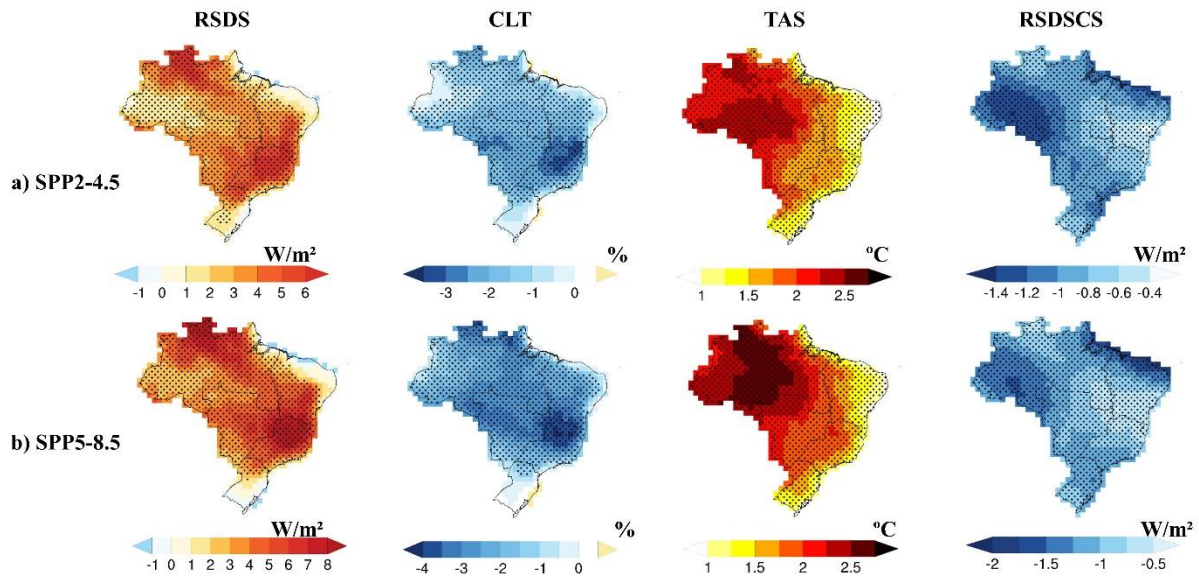 RSDS CLT TAS RSDSCS
a) SPP2-4.5
W/m² % ºC W/m²
-1 0 1 2 3 4 5 6 -3 -2 -1 0 1 1.5 2 2.5 -1.4 -1.2 -1 -0.8 -0.6 -0.4
b) SPP5-8.5
W/m² % ºC W/m²
-1 0 1 2 3 4 5 6 7 8 -4 -3 -2 -1 0 1 1.5 2 2.5 -2 -1.5 -1 -0.5